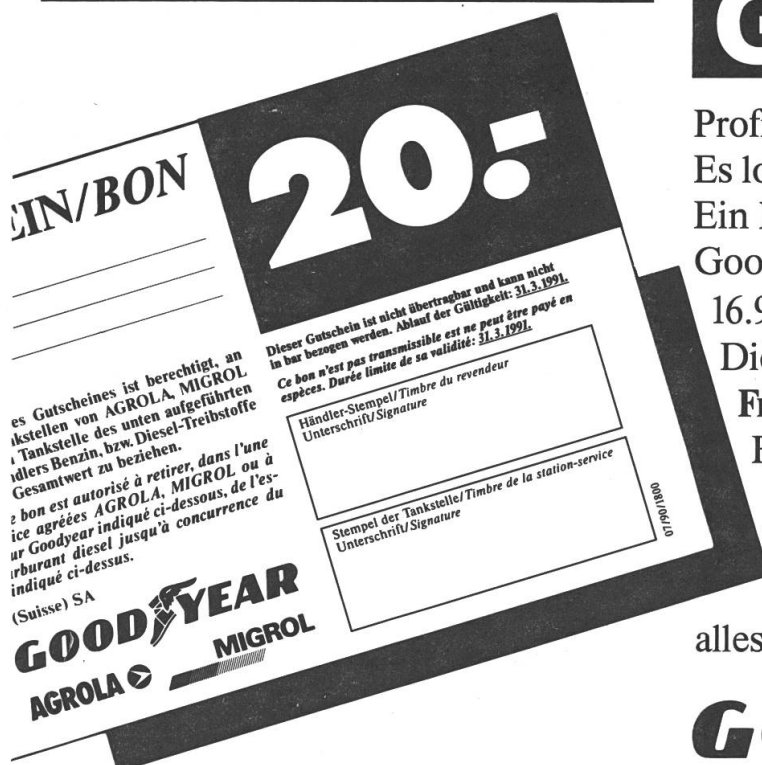 EIN/BON
20.-
Dieser Gutschein ist nicht übertragbar und kann nicht
in bar bezogen werden. Ablauf der Gültigkeit: 31.3.1991.
Ce bon n'est pas transmissible est ne peut être payé en
espèces. Durée limite de sa validité: 31.3.1991.
es Gutscheines ist berechtigt, an
kstellen von AGROLA, MIGROL
Tankstelle des unten aufgeführten
dlers Benzin, bzw. Diesel-Treibstoffe
Gesamtwert zu beziehen.
e bon est autorisé à retirer, dans l'une
ice agréées AGROLA, MIGROL ou à
ur Goodyear indiqué ci-dessous, de l'es-
rburant diesel jusqu'à concurrence du
indiqué ci-dessus.
(Suisse) SA
GOODYEAR
AGROLA MIGROL
Händler-Stempel/Timbre du revendeur
Unterschrift/Signature
Stempel der Tankstelle/Timbre de la station-service
Unterschrift/Signature
07/90/1800
G
Prof
Es lo
Ein
Goo
16.9
Die
Fr
alles
G